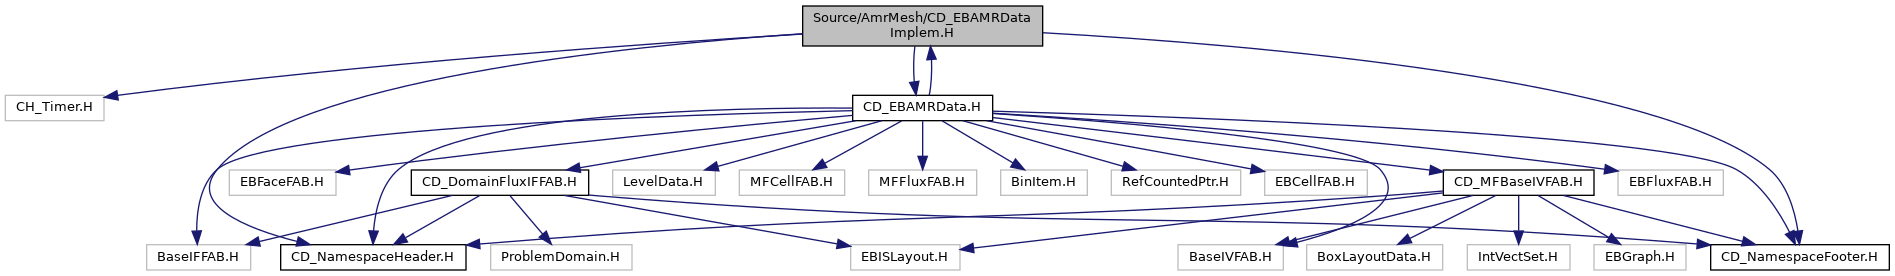 Source/AmrMesh/CD_EBAMRData
Implem.H
CH_Timer.H
CD_EBAMRData.H
EBFaceFAB.H
CD_DomainFluxIFFAB.H
LevelData.H
MFCellFAB.H
MFFluxFAB.H
BinItem.H
RefCountedPtr.H
EBCellFAB.H
CD_MFBaseIVFAB.H
EBFluxFAB.H
BaseIFFAB.H
CD_NamespaceHeader.H
ProblemDomain.H
EBISLayout.H
BaseIVFAB.H
BoxLayoutData.H
IntVectSet.H
EBGraph.H
CD_NamespaceFooter.H